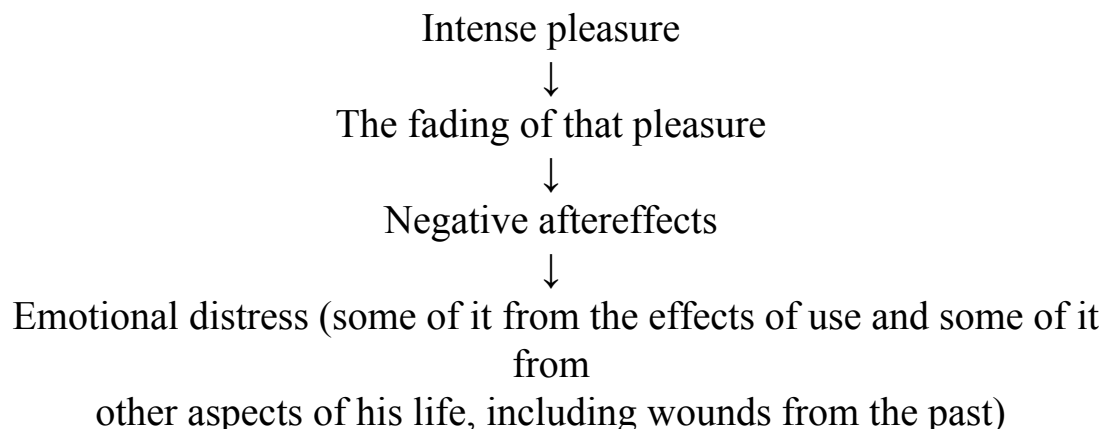 Intense pleasure
↓
The fading of that pleasure
↓
Negative aftereffects
↓
Emotional distress (some of it from the effects of use and some of it
from
other aspects of his life, including wounds from the past)